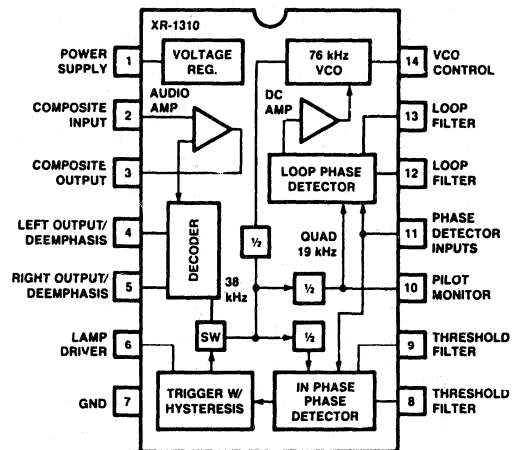 XR-1310
POWER
SUPPLY
1
VOLTAGE
REG.
76 kHz
VCO
14
VCO
CONTROL
COMPOSITE
INPUT
2
AUDIO
AMP
DC
AMP
13
LOOP
FILTER
COMPOSITE
OUTPUT
3
LOOP PHASE
DETECTOR
12
LOOP
FILTER
LEFT OUTPUT/
DEEMPHASIS
4
DECODER
½
QUAD
19 kHz
11
PHASE
DETECTOR
INPUTS
RIGHT OUTPUT/
DEEMPHASIS
5
38
kHz
½
10
PILOT
MONITOR
LAMP
DRIVER
6
SW
½
9
THRESHOLD
FILTER
GND
7
TRIGGER W/
HYSTERESIS
IN PHASE
PHASE
DETECTOR
8
THRESHOLD
FILTER